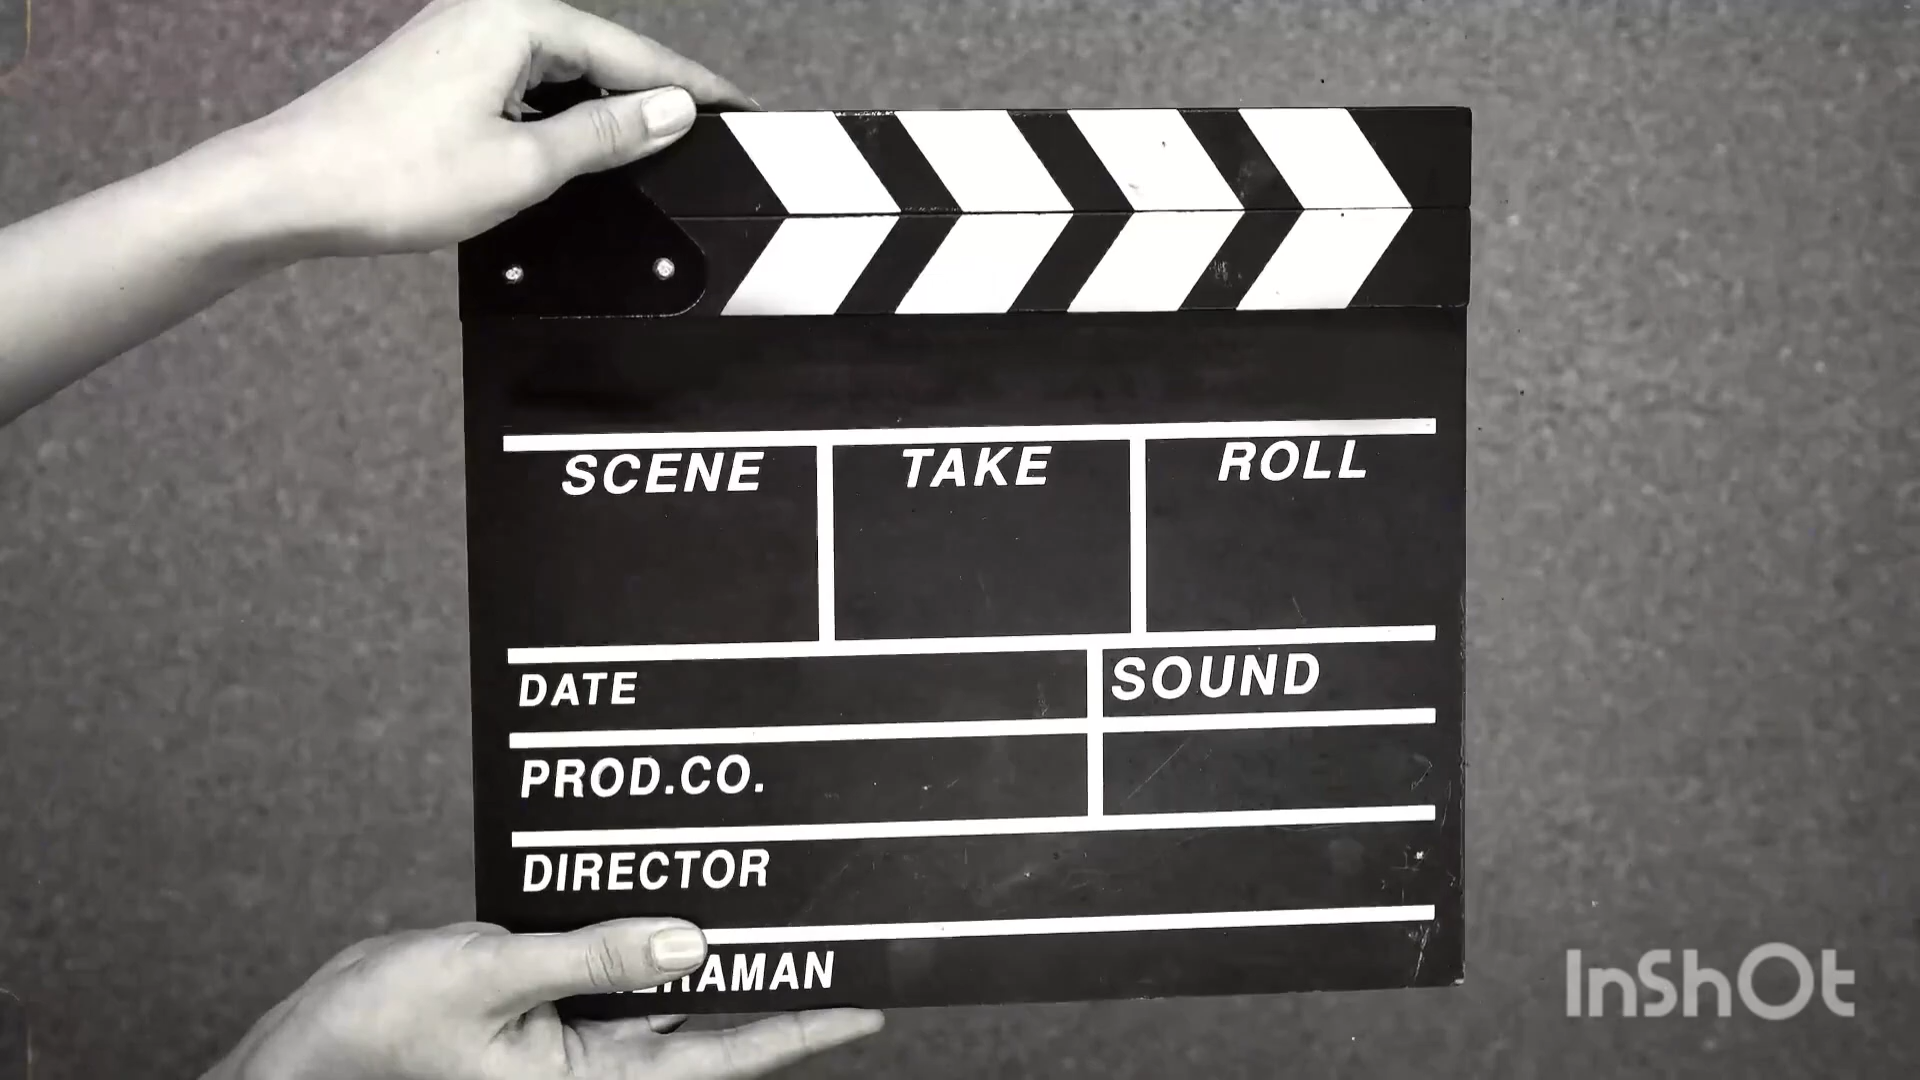 SCENE TAKE ROLL
DATE SOUND
PROD.CO.
DIRECTOR
InShOt